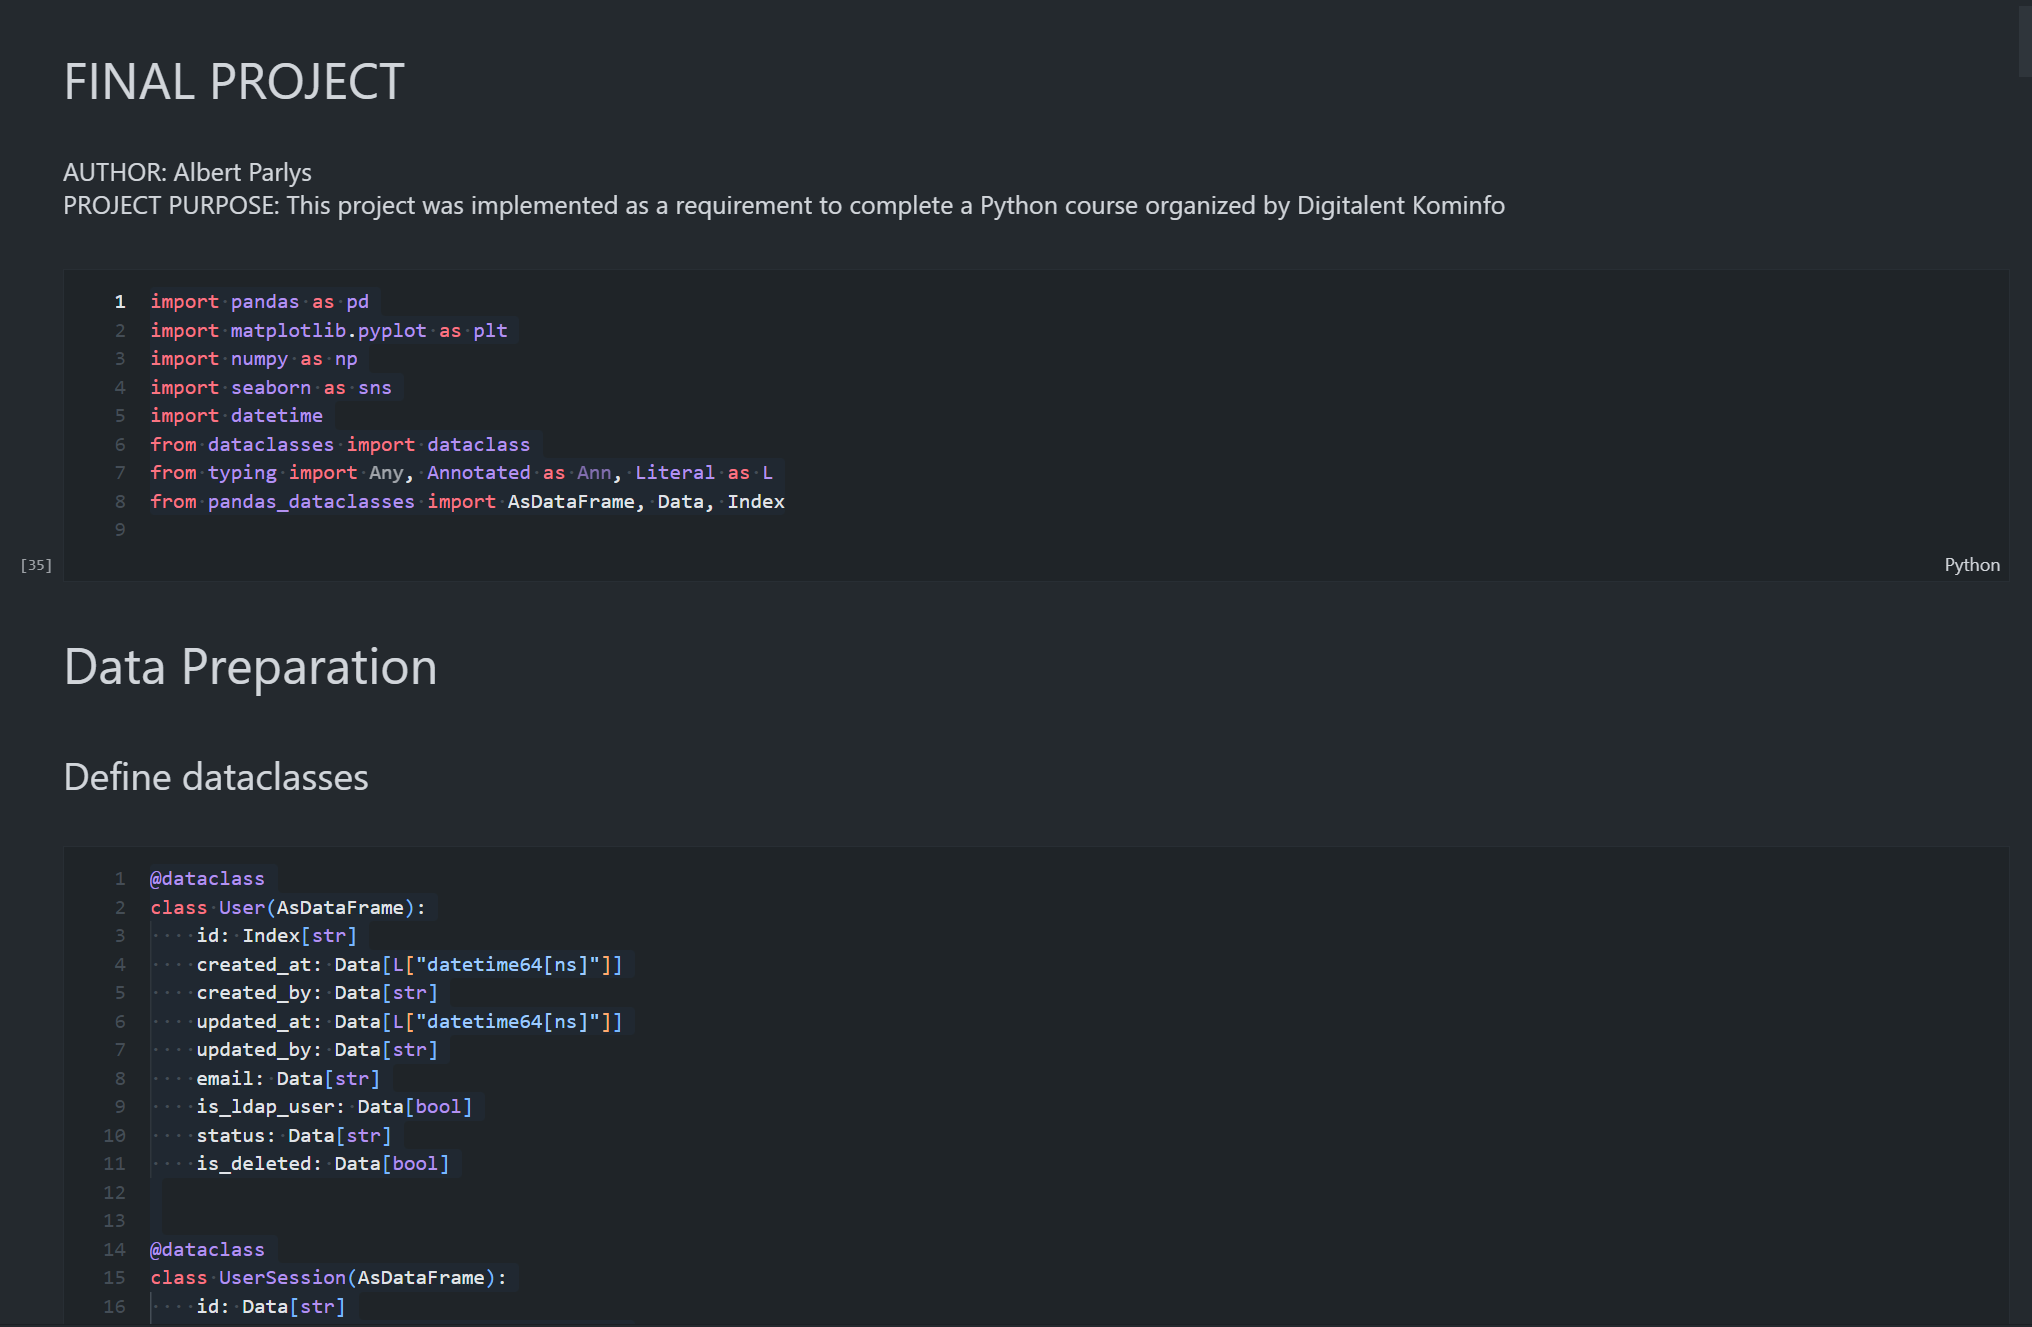 FINAL PROJECT
AUTHOR: Albert Parlys
PROJECT PURPOSE: This project was implemented as a requirement to complete a Python course organized by Digitalent Kominfo
1 import pandas as pd
2 import matplotlib.pyplot as plt
3 import numpy as np
4 import seaborn as sns
5 import datetime
6 from dataclasses import dataclass
7 from typing import Any, Annotated as Ann, Literal as L
8 from pandas_dataclasses import AsDataFrame, Data, Index
9
[35] Python
Data Preparation
Define dataclasses
1 @dataclass
2 class User(AsDataFrame):
3     id: Index[str]
4     created_at: Data[L["datetime64[ns]"]]
5     created_by: Data[str]
6     updated_at: Data[L["datetime64[ns]"]]
7     updated_by: Data[str]
8     email: Data[str]
9     is_ldap_user: Data[bool]
10     status: Data[str]
11     is_deleted: Data[bool]
12
13
14 @dataclass
15 class UserSession(AsDataFrame):
16     id: Data[str]